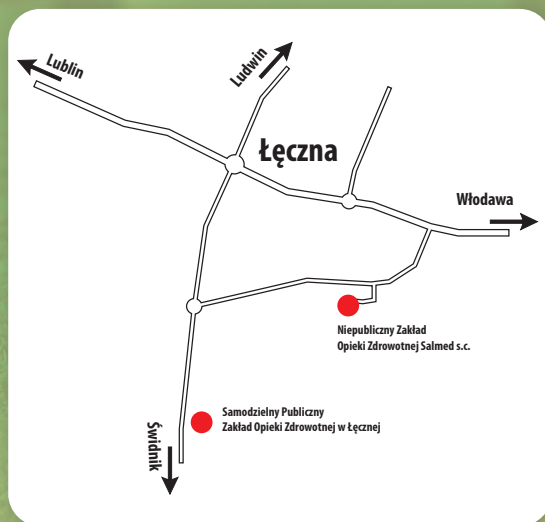 Lublin
Ludwin
Łęczna
Włodawa
Niepubliczny Zakład
Opieki Zdrowotnej Salmed s.c.
Samodzielny Publiczny
Zakład Opieki Zdrowotnej w Łęcznej
Świdnik